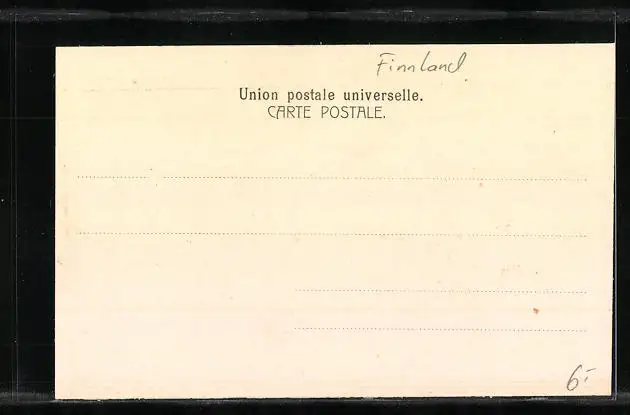 Finnland
Union postale universelle.
CARTE POSTALE.
6.-